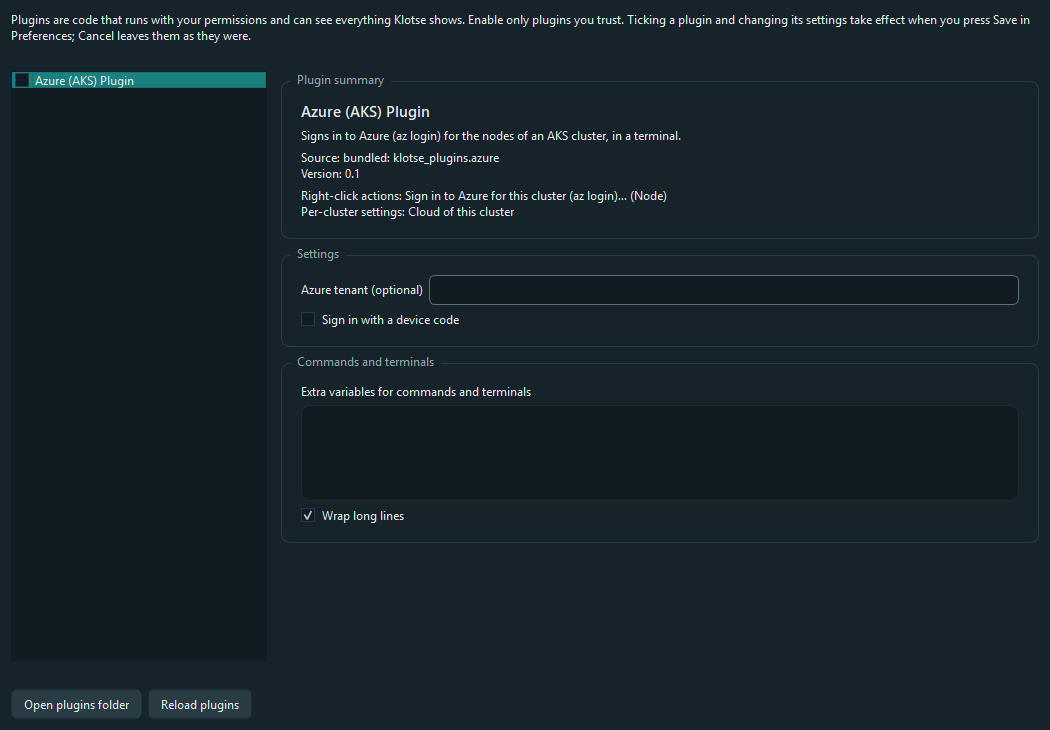 Plugins are code that runs with your permissions and can see everything Klotse shows. Enable only plugins you trust. Ticking a plugin and changing its settings take effect when you press Save in
Preferences; Cancel leaves them as they were.
Azure (AKS) Plugin
Plugin summary
Azure (AKS) Plugin
Signs in to Azure (az login) for the nodes of an AKS cluster, in a terminal.
Source: bundled: klotse_plugins.azure
Version: 0.1
Right-click actions: Sign in to Azure for this cluster (az login)... (Node)
Per-cluster settings: Cloud of this cluster
Settings
Azure tenant (optional)
Sign in with a device code
Commands and terminals
Extra variables for commands and terminals
Wrap long lines
Open plugins folder
Reload plugins